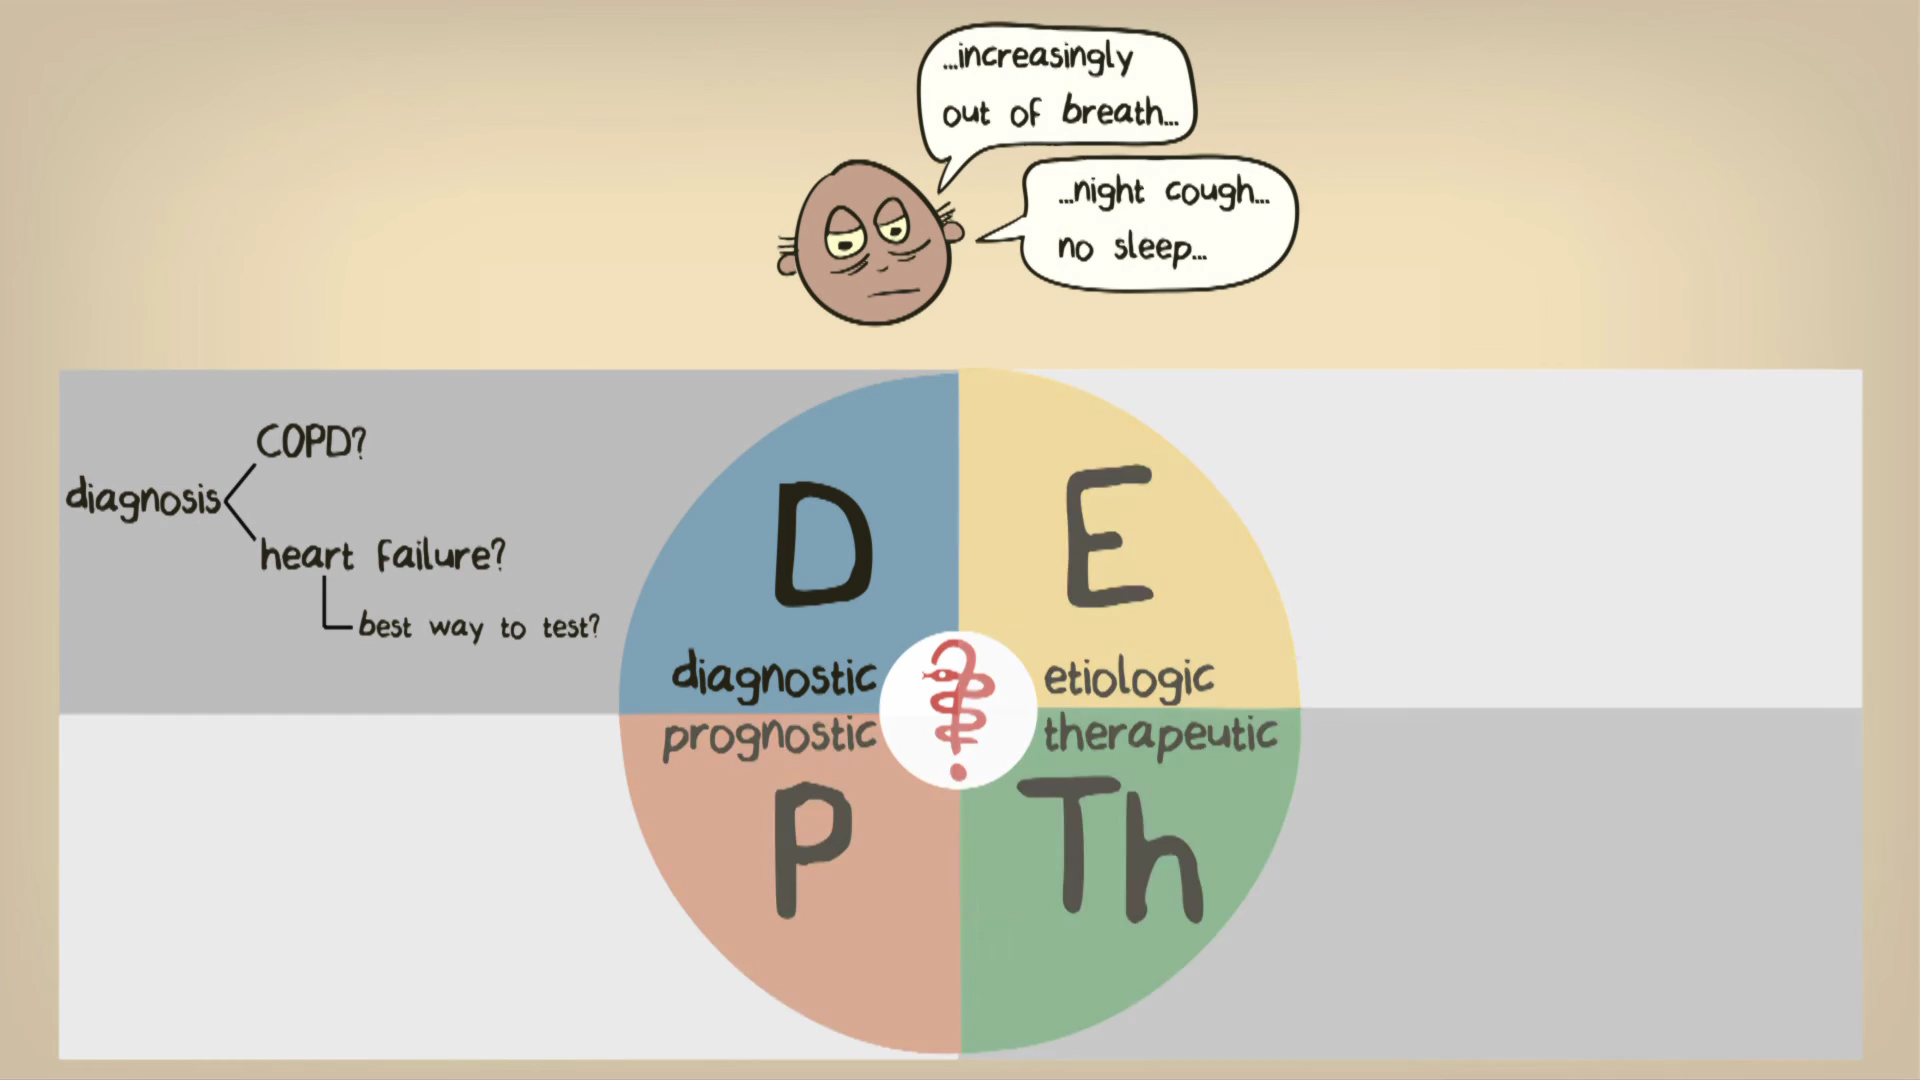 ...increasingly
out of breath...
...night cough...
no sleep...
COPD?
diagnosis
heart failure?
best way to test?
D
diagnostic
E
etiologic
prognostic
P
therapeutic
Th